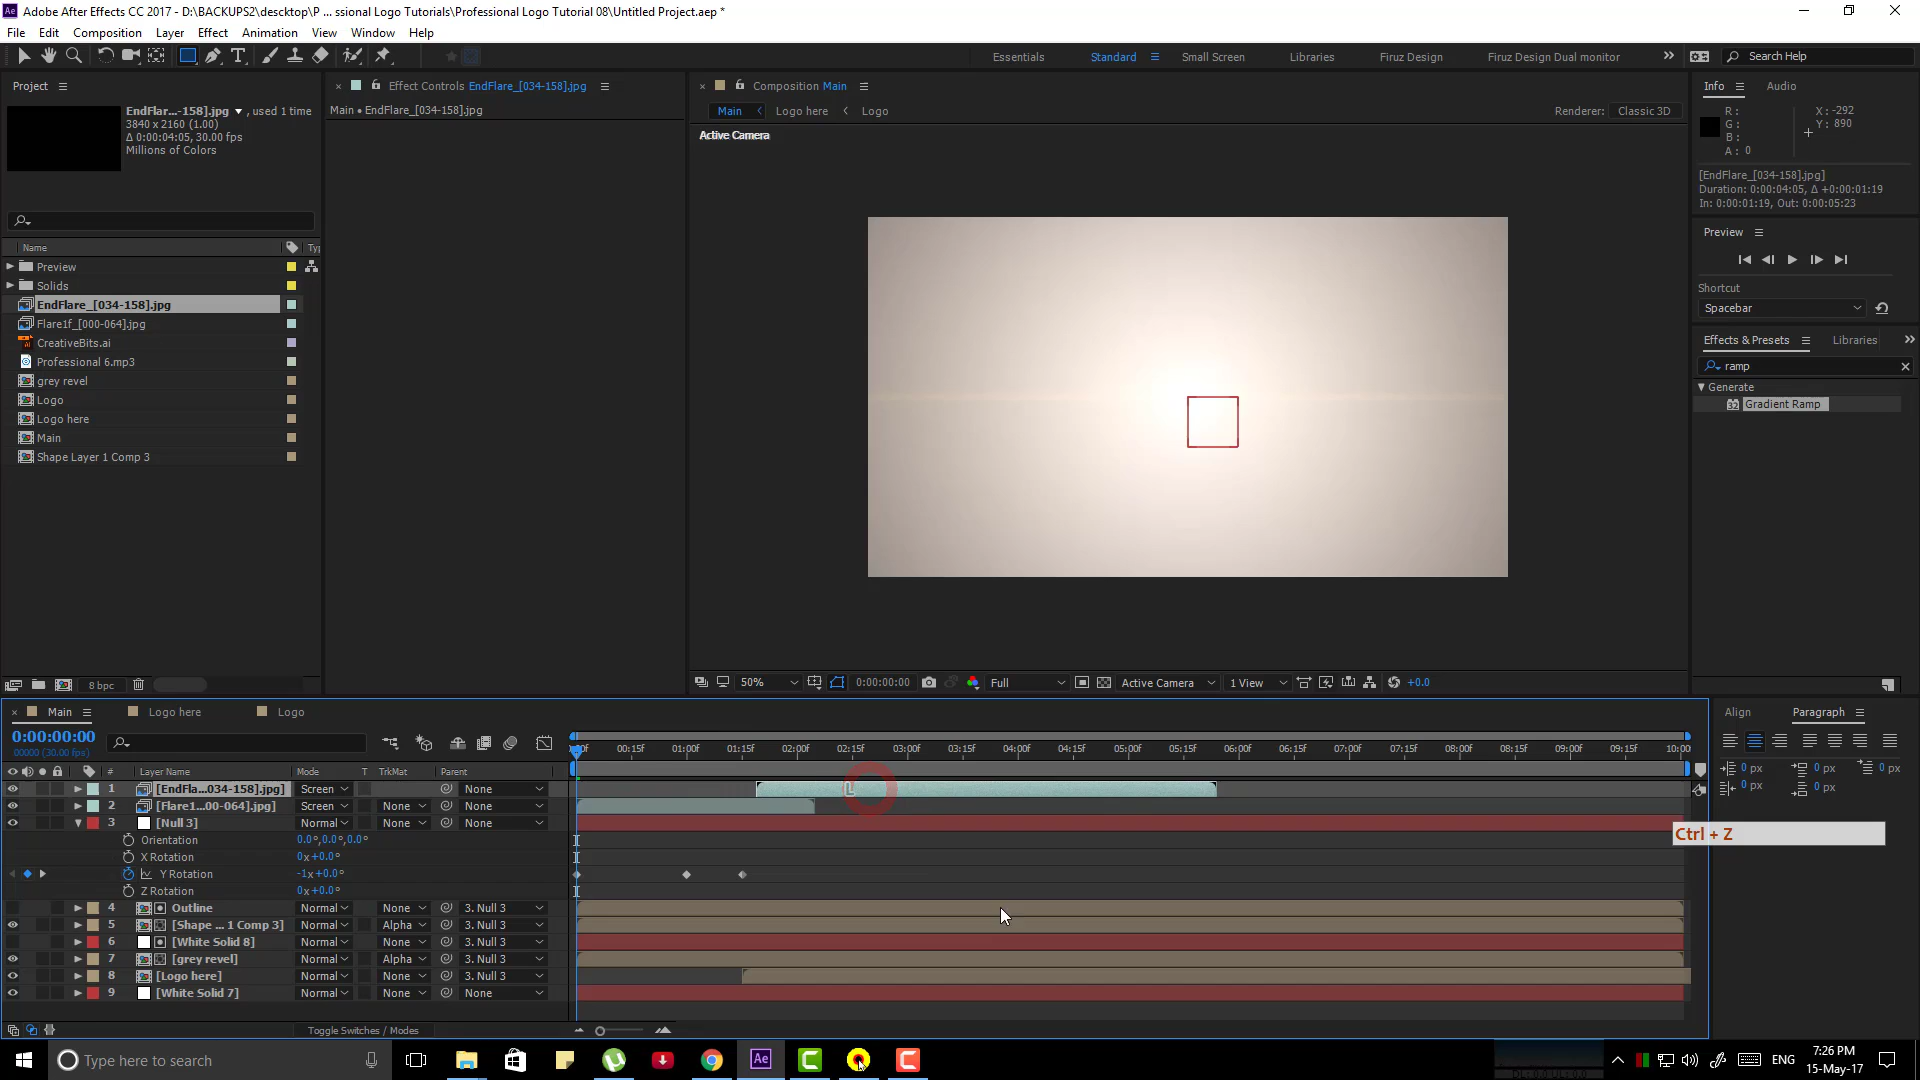 Adobe After Effects CC 2017 - D:\BACKUPS2\descktop\P ... ssional Logo Tutorials\Professional Logo Tutorial 08\Untitled Project.aep *
File Edit Composition Layer Effect Animation View Window Help
Essentials Standard Small Screen Libraries Firuz Design Firuz Design Dual monitor Search Help
Project
EndFlar...-158].jpg , used 1 time
3840 x 2160 (1.00)
Δ 0:00:04:05, 30.00 fps
Millions of Colors
Name Typ
Preview
Solids
EndFlare_[034-158].jpg
Flare1f_[000-064].jpg
CreativeBits.ai
Professional 6.mp3
grey revel
Logo
Logo here
Main
Shape Layer 1 Comp 3
8 bpc
Effect Controls EndFlare_[034-158].jpg
Main • EndFlare_[034-158].jpg
Composition Main
Main Logo here Logo
Renderer: Classic 3D
Active Camera
50% 0:00:00:00 Full Active Camera 1 View +0.0
Info Audio
R :
G :
B :
A : 0
X : -292
Y : 890
[EndFlare_[034-158].jpg]
Duration: 0:00:04:05, Δ +0:00:01:19
In: 0:00:01:19, Out: 0:00:05:23
Preview
Shortcut
Spacebar
Effects & Presets Libraries
ramp
Generate
32 Gradient Ramp
Main Logo here Logo
0:00:00:00
00000 (30.00 fps)
:00f 00:15f 01:00f 01:15f 02:00f 02:15f 03:00f 03:15f 04:00f 04:15f 05:00f 05:15f 06:00f 06:15f 07:00f 07:15f 08:00f 08:15f 09:00f 09:15f 10:00
# Layer Name Mode T TrkMat Parent
1 [EndFla...034-158].jpg] Screen None
2 [Flare1...00-064].jpg] Screen None None
3 [Null 3] Normal None None
Orientation 0.0°,0.0°,0.0°
X Rotation 0x+0.0°
Y Rotation -1x+0.0°
Z Rotation 0x+0.0°
4 Outline Normal None 3. Null 3
5 [Shape ... 1 Comp 3] Normal Alpha 3. Null 3
6 [White Solid 8] Normal None 3. Null 3
7 [grey revel] Normal Alpha 3. Null 3
8 [Logo here] Normal None 3. Null 3
9 [White Solid 7] Normal None None
Toggle Switches / Modes
Align Paragraph
0 px 0 px 0 px
0 px 0 px
Ctrl + Z
Type here to search
ENG
7:26 PM
15-May-17